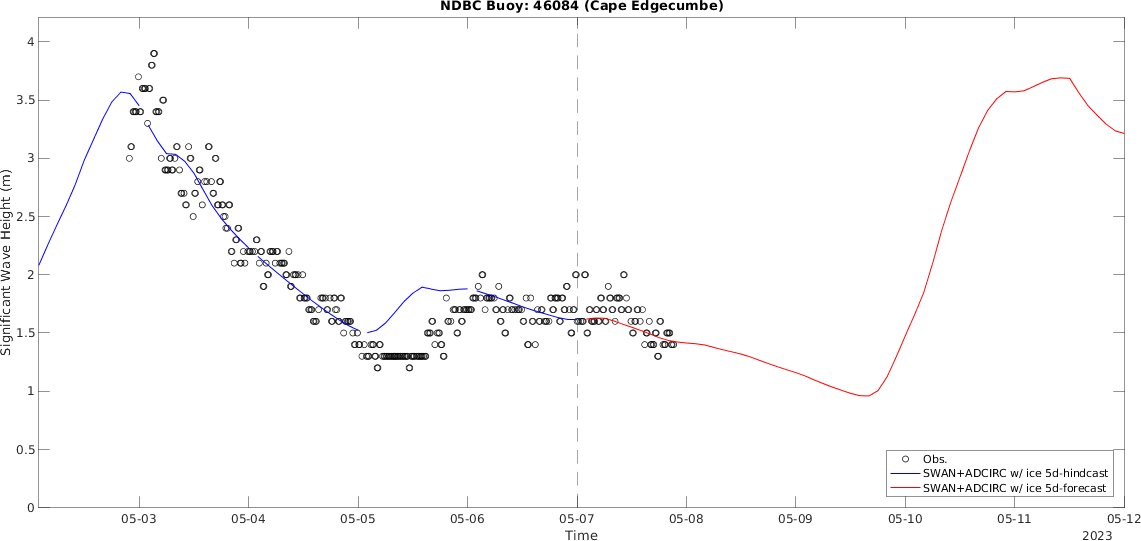 NDBC Buoy: 46084 (Cape Edgecumbe)
Significant Wave Height (m)
4
3.5
3
2.5
2
1.5
1
0.5
0
Obs.
SWAN+ADCIRC w/ ice 5d-hindcast
SWAN+ADCIRC w/ ice 5d-forecast
05-03 05-04 05-05 05-06 05-07 05-08 05-09 05-10 05-11 05-12
Time
2023